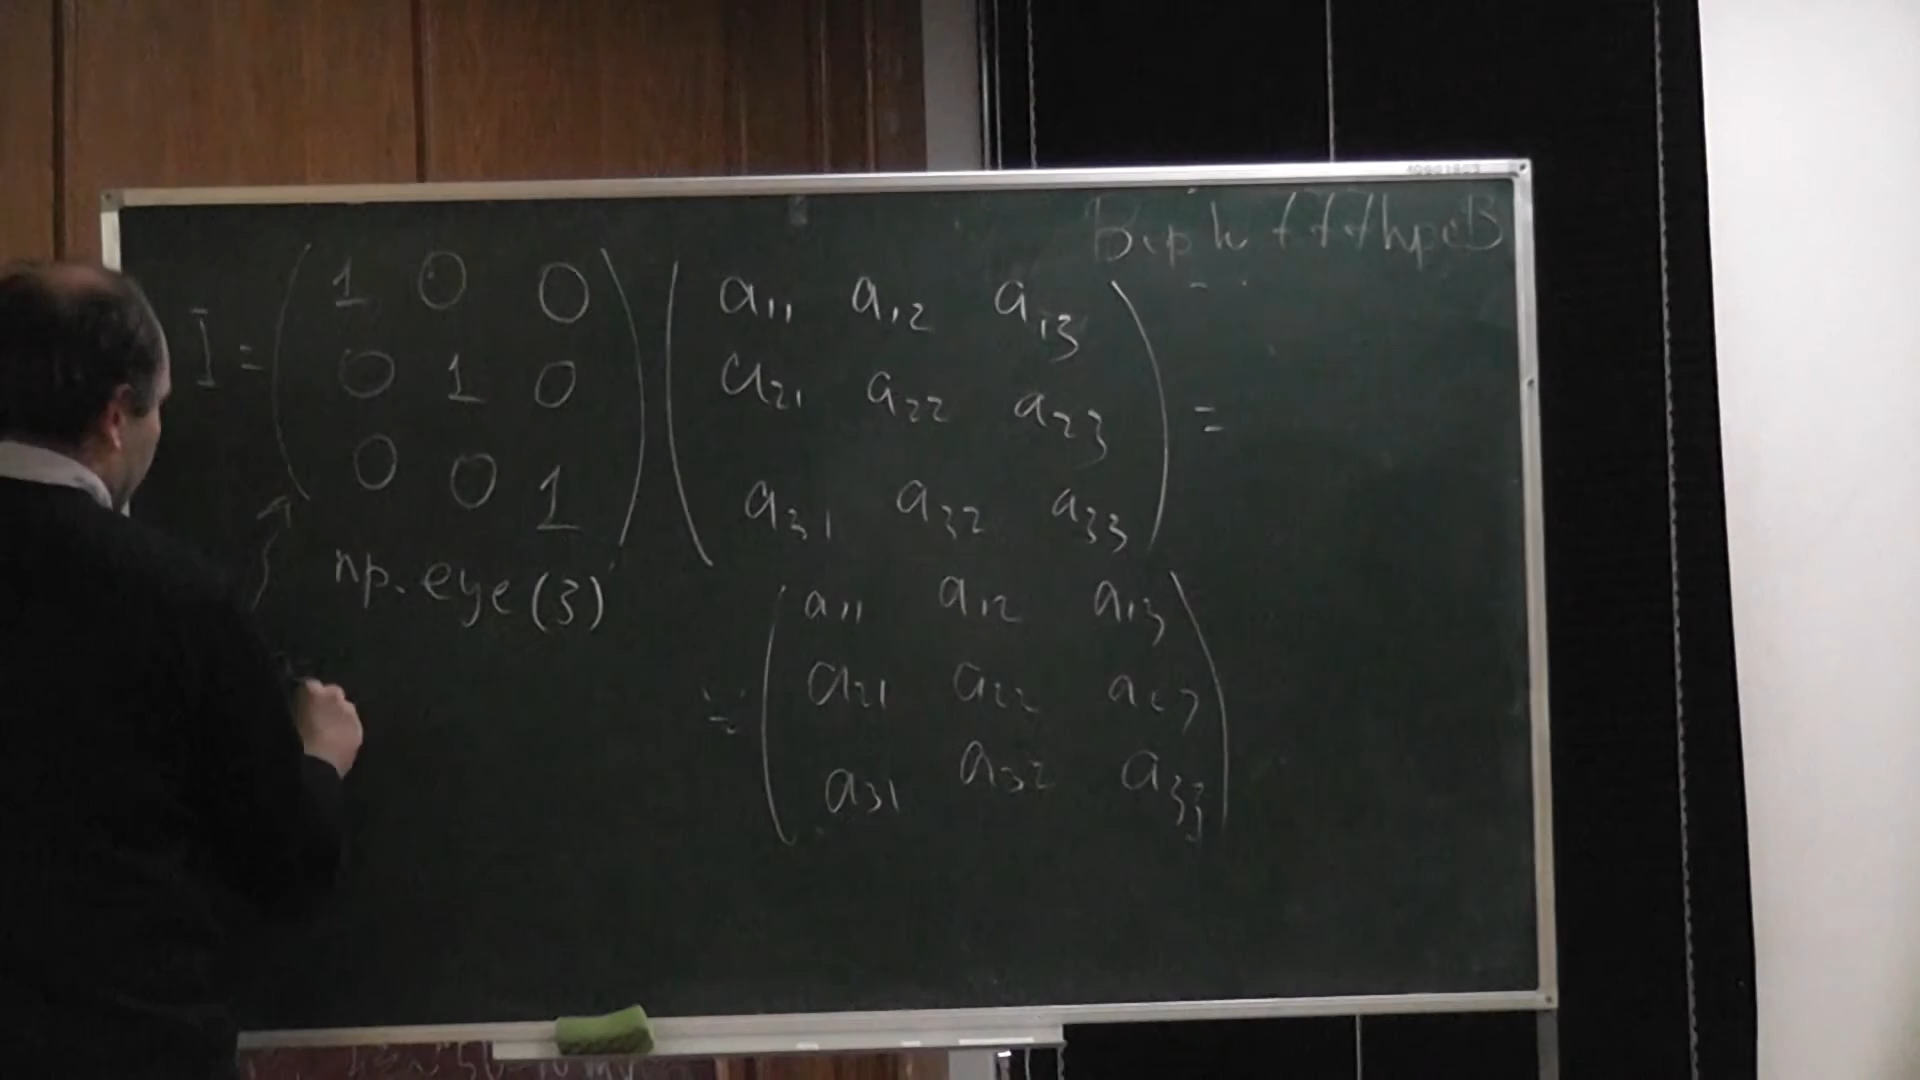 I = ( 1 0 0 ) ( a₁₁ a₁₂ a₁₃ ) =
( 0 1 0 ) ( a₂₁ a₂₂ a₂₃ )
( 0 0 1 ) ( a₃₁ a₃₂ a₃₃ )
np.eye(3)
= ( a₁₁ a₁₂ a₁₃ )
( a₂₁ a₂₂ a₂₃ )
( a₃₁ a₃₂ a₃₃ )